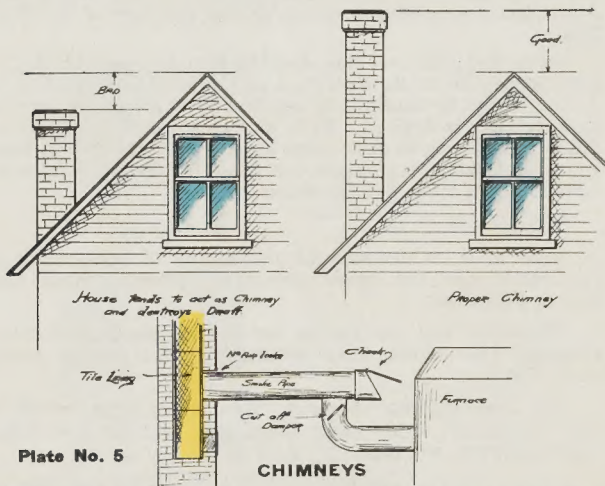 Bad
Good.
House Tends to act as Chimney
and destroys Draft
Proper Chimney
Tile Lining
No Air Leaks
Check
Smoke Pipe
Furnace
Cut off
Damper
Plate No. 5
CHIMNEYS